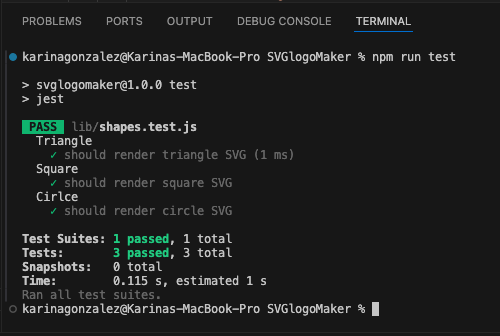 PROBLEMS PORTS OUTPUT DEBUG CONSOLE TERMINAL
karinagonzalez@Karinas-MacBook-Pro SVGlogoMaker % npm run test
> svglogomaker@1.0.0 test
> jest
PASS lib/shapes.test.js
Triangle
✓ should render triangle SVG (1 ms)
Square
✓ should render square SVG
Cirlce
✓ should render circle SVG
Test Suites: 1 passed, 1 total
Tests: 3 passed, 3 total
Snapshots: 0 total
Time: 0.115 s, estimated 1 s
Ran all test suites.
karinagonzalez@Karinas-MacBook-Pro SVGlogoMaker %